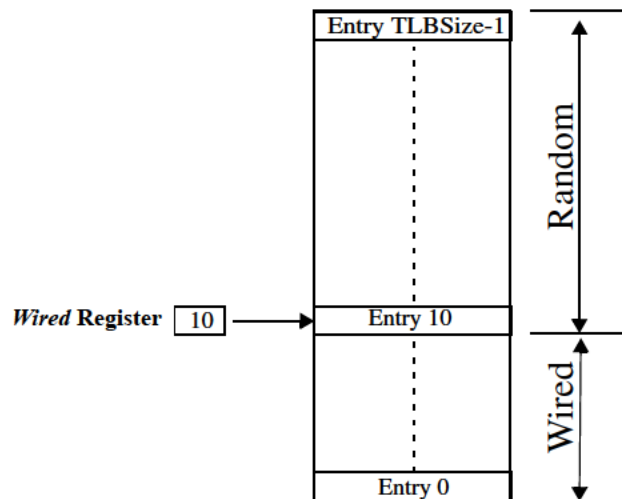 Entry TLBSize-1
Random
Wired Register 10
Entry 10
Wired
Entry 0